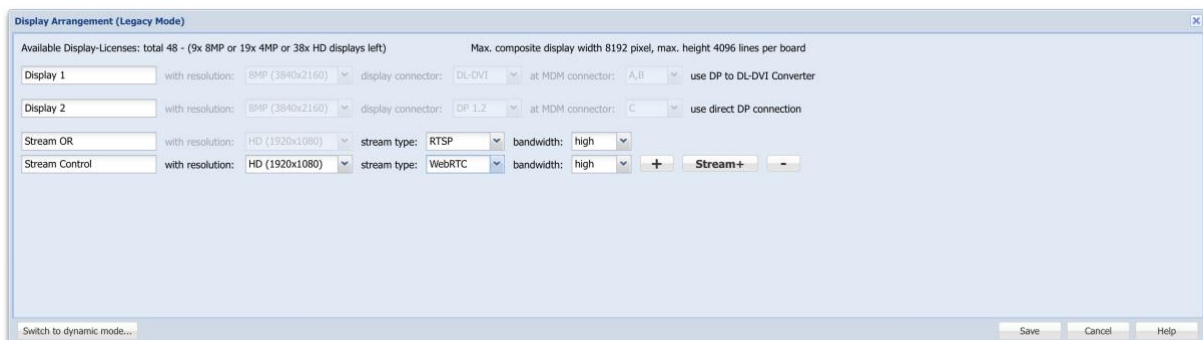 Display Arrangement (Legacy Mode)
Available Display-Licenses: total 48 - (9x 8MP or 19x 4MP or 38x HD displays left) Max. composite display width 8192 pixel, max. height 4096 lines per board
Display 1 with resolution: 8MP (3840x2160) display connector: DL-DVI at MDM connector: A,B use DP to DL-DVI Converter
Display 2 with resolution: 8MP (3840x2160) display connector: DP 1.2 at MDM connector: C use direct DP connection
Stream OR with resolution: HD (1920x1080) stream type: RTSP bandwidth: high
Stream Control with resolution: HD (1920x1080) stream type: WebRTC bandwidth: high + Stream+ -
Switch to dynamic mode... Save Cancel Help